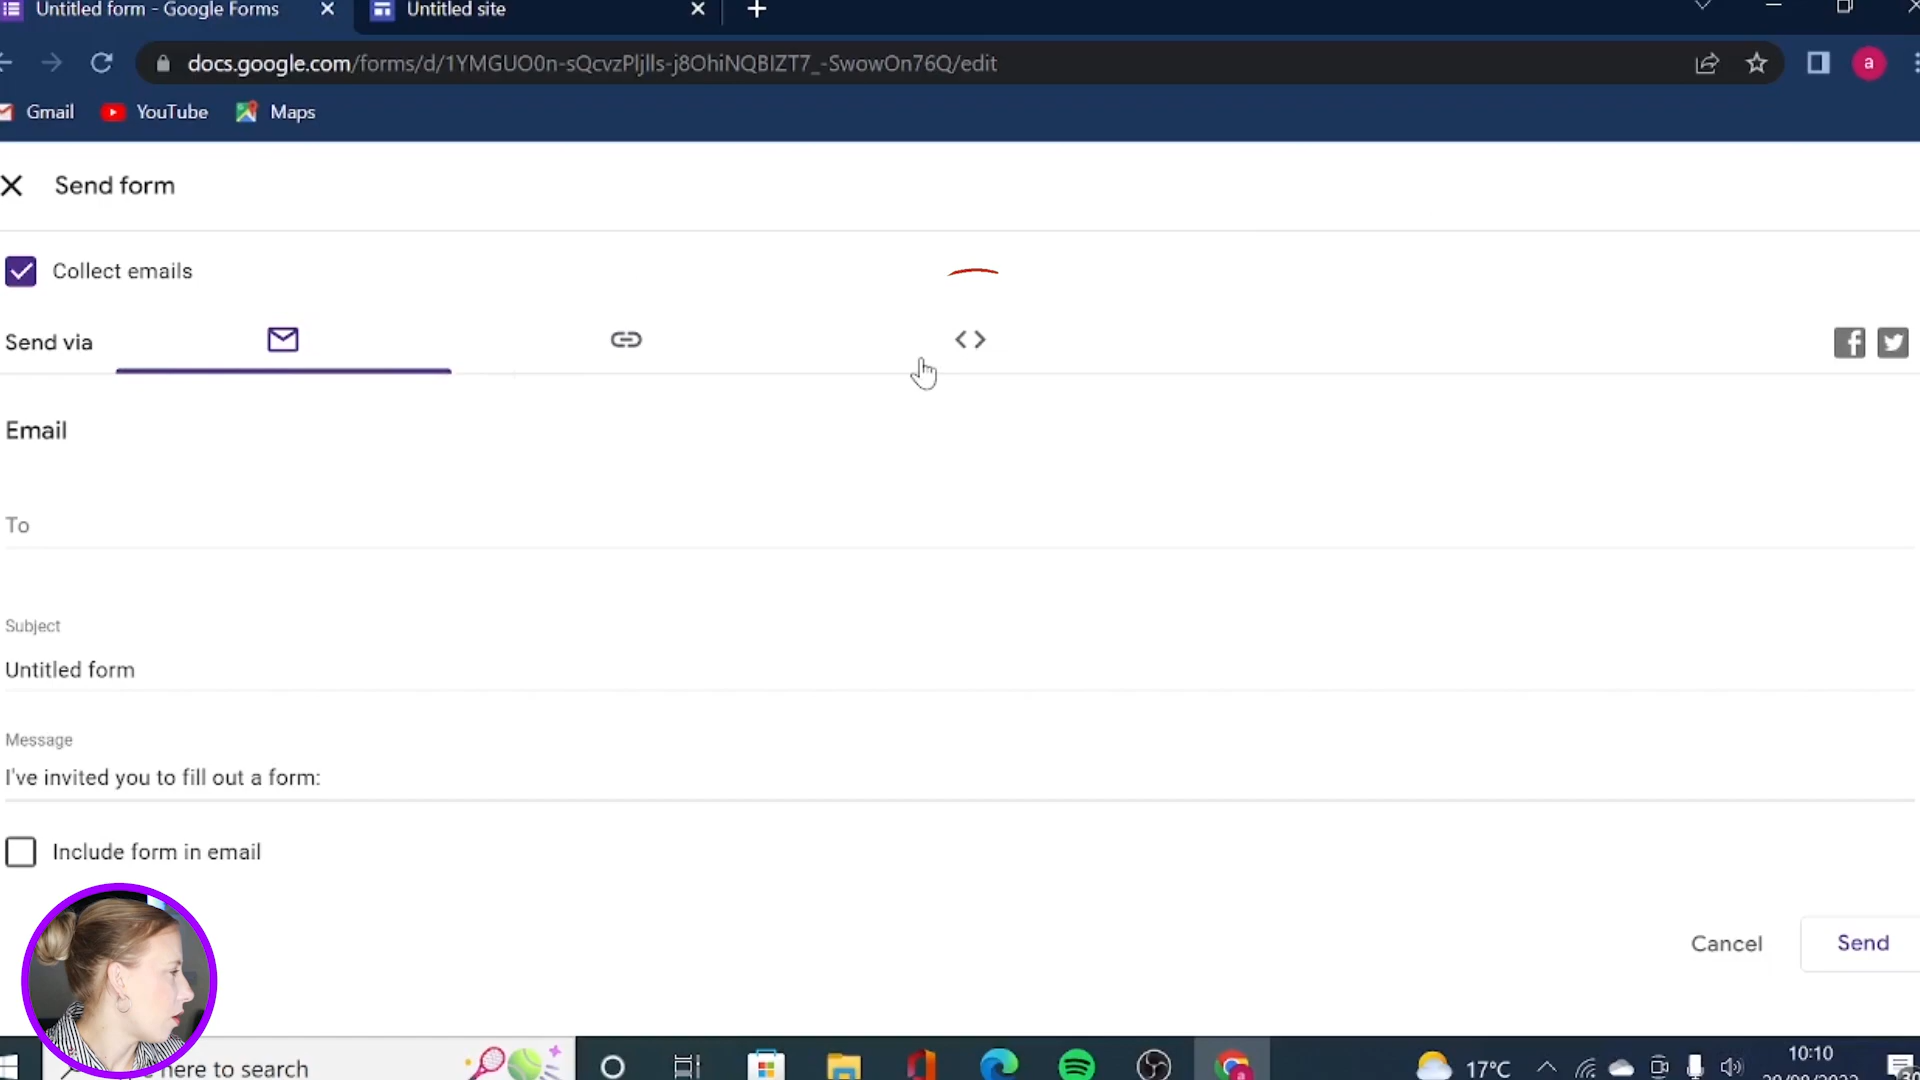 Untitled form - Google Forms
Untitled site
docs.google.com/forms/d/1YMGUO0n-sQcvzPljlls-j8OhiNQBIZT7_-SwowOn76Q/edit
a
Gmail
YouTube
Maps
Send form
Collect emails
Send via
Email
To
Subject
Untitled form
Message
I've invited you to fill out a form:
Include form in email
Cancel
Send
here to search
17°C
10:10